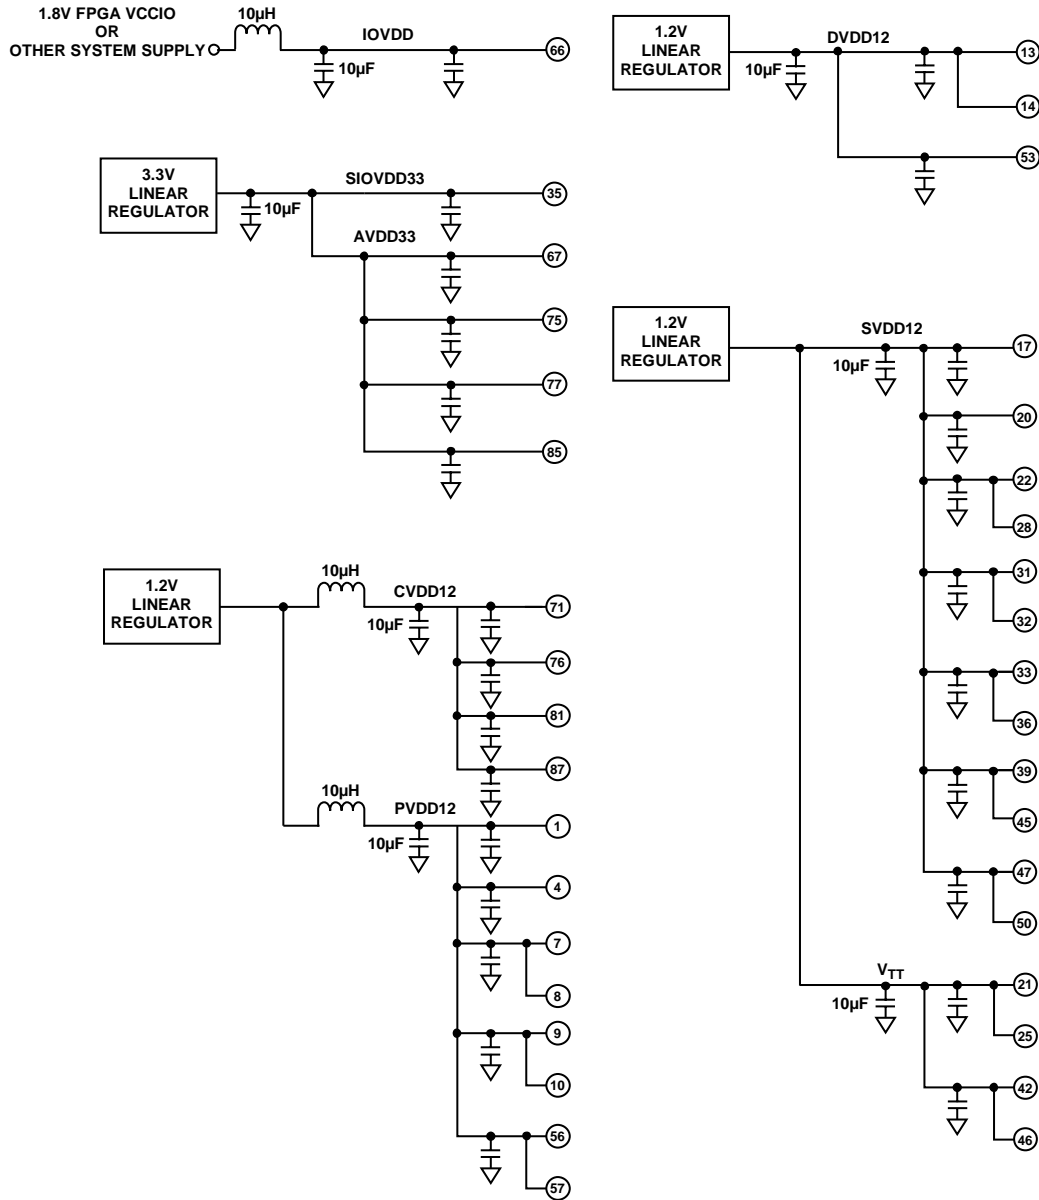 1.8V FPGA VCCIO
OR
OTHER SYSTEM SUPPLY
10µH
IOVDD
10µF
66
3.3V
LINEAR
REGULATOR
10µF
SIOVDD33
35
AVDD33
67
75
77
85
1.2V
LINEAR
REGULATOR
10µH
CVDD12
10µF
71
76
81
87
10µH
PVDD12
10µF
1
4
7
8
9
10
56
57
1.2V
LINEAR
REGULATOR
10µF
DVDD12
13
14
53
1.2V
LINEAR
REGULATOR
SVDD12
10µF
17
20
22
28
31
32
33
36
39
45
47
50
VTT
10µF
21
25
42
46